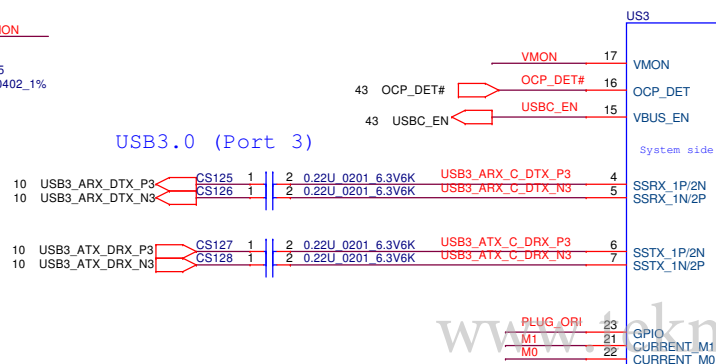 US3
ION
VMON 17 VMON
5
0402_1%
43 OCP_DET# OCP_DET# 16 OCP_DET
43 USBC_EN USBC_EN 15 VBUS_EN
USB3.0 (Port 3)
System side
10 USB3_ARX_DTX_P3 CS125 1 2 0.22U_0201_6.3V6K USB3_ARX_C_DTX_P3 4 SSRX_1P/2N
10 USB3_ARX_DTX_N3 CS126 1 2 0.22U_0201_6.3V6K USB3_ARX_C_DTX_N3 5 SSRX_1N/2P
10 USB3_ATX_DRX_P3 CS127 1 2 0.22U_0201_6.3V6K USB3_ATX_C_DRX_P3 6 SSTX_1P/2N
10 USB3_ATX_DRX_N3 CS128 1 2 0.22U_0201_6.3V6K USB3_ATX_C_DRX_N3 7 SSTX_1N/2P
PLUG_ORI 23 GPIO
M1 21 CURRENT_M1
M0 22 CURRENT_M0
www.tekn